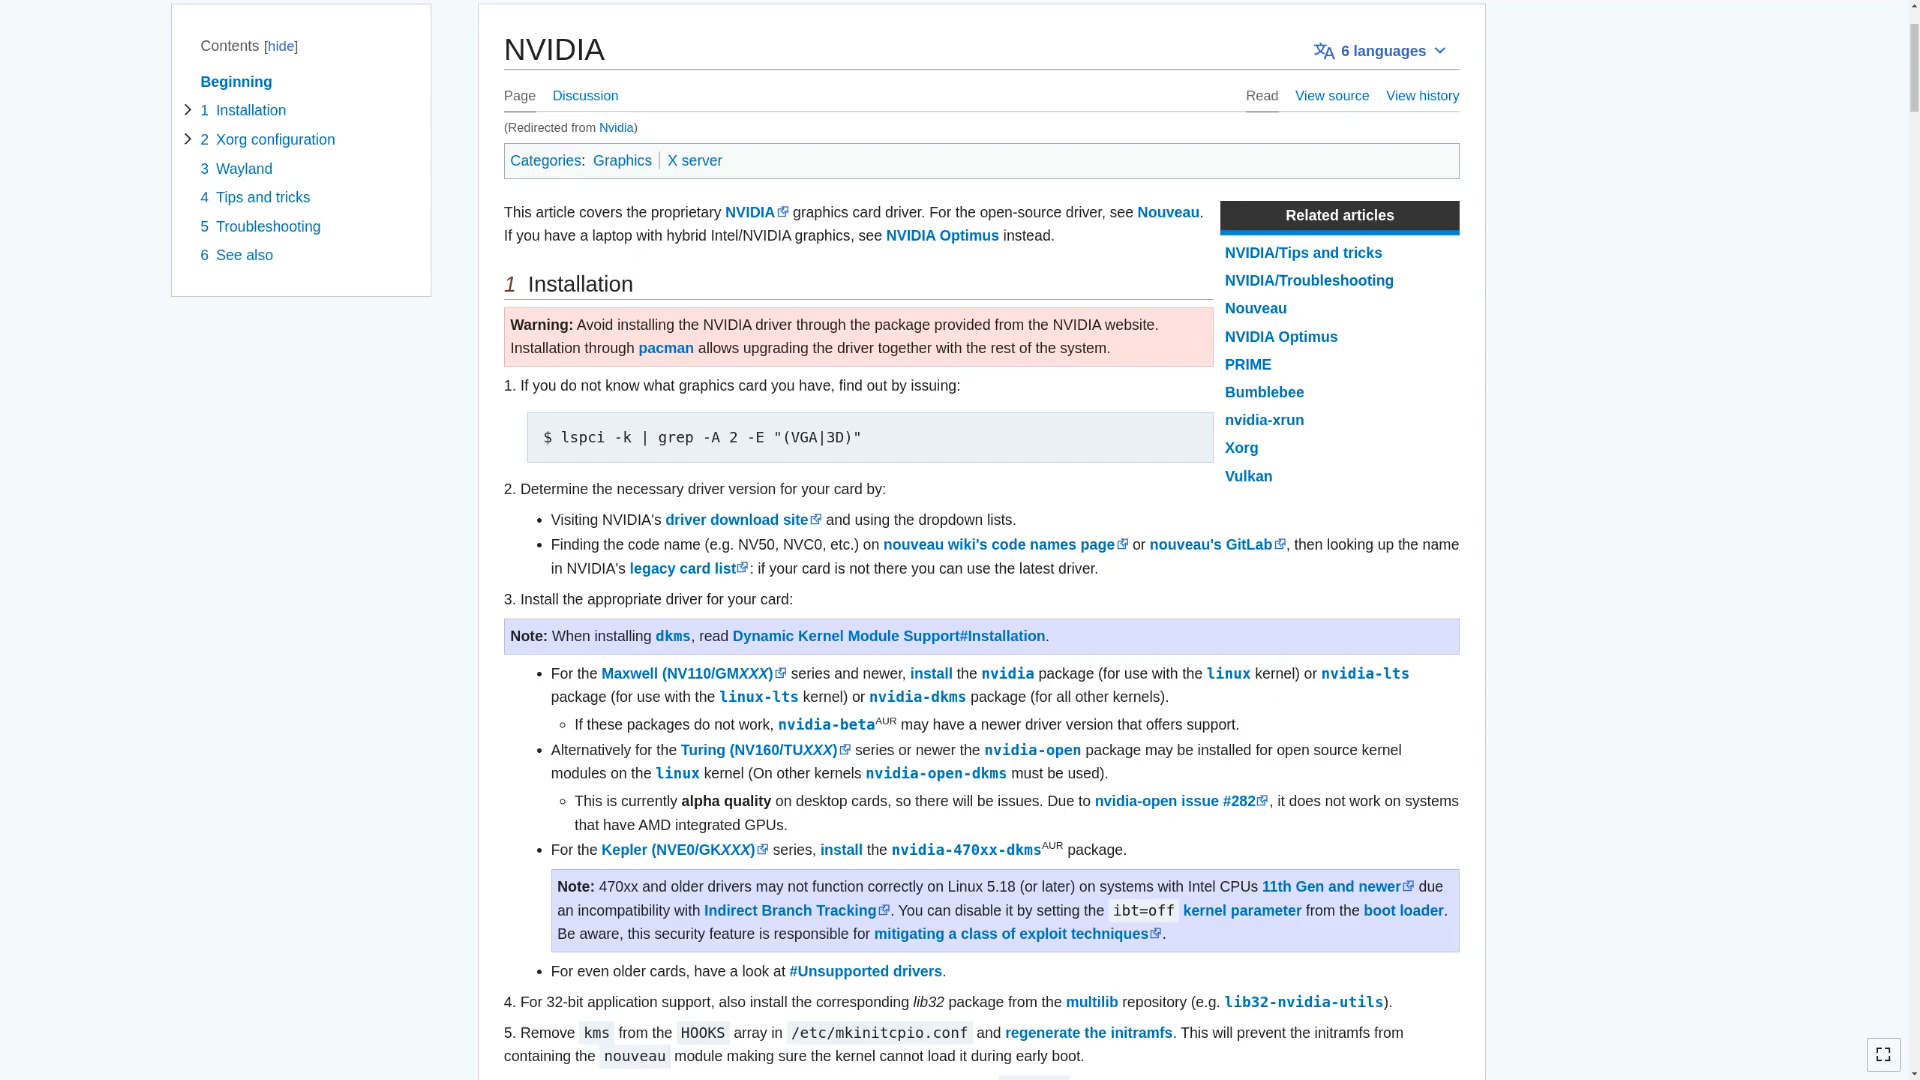 Contents [hide]
Beginning
1 Installation
2 Xorg configuration
3 Wayland
4 Tips and tricks
5 Troubleshooting
6 See also
NVIDIA
6 languages
Page Discussion
Read View source View history
(Redirected from Nvidia)
Categories: Graphics | X server
This article covers the proprietary NVIDIA graphics card driver. For the open-source driver, see Nouveau.
If you have a laptop with hybrid Intel/NVIDIA graphics, see NVIDIA Optimus instead.
Related articles
NVIDIA/Tips and tricks
NVIDIA/Troubleshooting
Nouveau
NVIDIA Optimus
PRIME
Bumblebee
nvidia-xrun
Xorg
Vulkan
1 Installation
Warning: Avoid installing the NVIDIA driver through the package provided from the NVIDIA website.
Installation through pacman allows upgrading the driver together with the rest of the system.
1. If you do not know what graphics card you have, find out by issuing:
$ lspci -k | grep -A 2 -E "(VGA|3D)"
2. Determine the necessary driver version for your card by:
• Visiting NVIDIA's driver download site and using the dropdown lists.
• Finding the code name (e.g. NV50, NVC0, etc.) on nouveau wiki's code names page or nouveau's GitLab, then looking up the name
in NVIDIA's legacy card list: if your card is not there you can use the latest driver.
3. Install the appropriate driver for your card:
Note: When installing dkms, read Dynamic Kernel Module Support#Installation.
• For the Maxwell (NV110/GMXXX) series and newer, install the nvidia package (for use with the linux kernel) or nvidia-lts
package (for use with the linux-lts kernel) or nvidia-dkms package (for all other kernels).
◦ If these packages do not work, nvidia-betaAUR may have a newer driver version that offers support.
• Alternatively for the Turing (NV160/TUXXX) series or newer the nvidia-open package may be installed for open source kernel
modules on the linux kernel (On other kernels nvidia-open-dkms must be used).
◦ This is currently alpha quality on desktop cards, so there will be issues. Due to nvidia-open issue #282, it does not work on systems
that have AMD integrated GPUs.
• For the Kepler (NVE0/GKXXX) series, install the nvidia-470xx-dkmsAUR package.
Note: 470xx and older drivers may not function correctly on Linux 5.18 (or later) on systems with Intel CPUs 11th Gen and newer due
an incompatibility with Indirect Branch Tracking. You can disable it by setting the ibt=off kernel parameter from the boot loader.
Be aware, this security feature is responsible for mitigating a class of exploit techniques.
• For even older cards, have a look at #Unsupported drivers.
4. For 32-bit application support, also install the corresponding lib32 package from the multilib repository (e.g. lib32-nvidia-utils).
5. Remove kms from the HOOKS array in /etc/mkinitcpio.conf and regenerate the initramfs. This will prevent the initramfs from
containing the nouveau module making sure the kernel cannot load it during early boot.